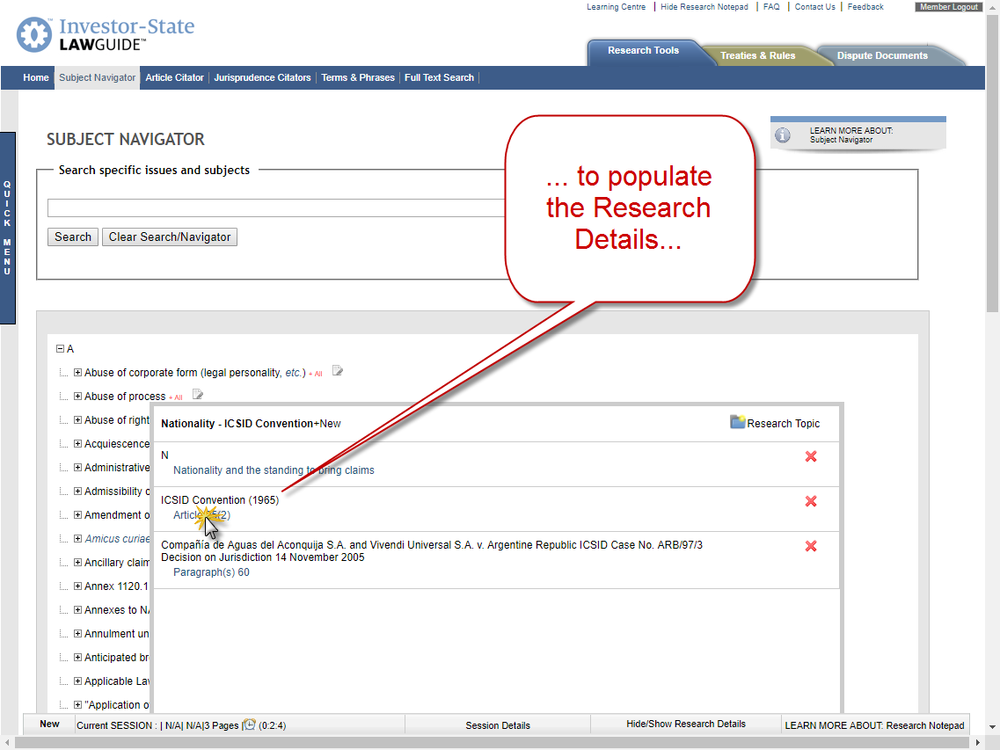 Learning Centre | Hide Research Notepad | FAQ | Contact Us | Feedback
Member Logout
Investor-State
LAWGUIDE™
Research Tools
Treaties & Rules
Dispute Documents
Home
Subject Navigator
Article Citator
Jurisprudence Citators
Terms & Phrases
Full Text Search
SUBJECT NAVIGATOR
LEARN MORE ABOUT:
Subject Navigator
QUICK MENU
Search specific issues and subjects
Search
Clear Search/Navigator
... to populate
the Research
Details...
A
Abuse of corporate form (legal personality, etc.) + All
Abuse of process + All
Abuse of right
Acquiescence
Administrative
Admissibility
Amendment
Amicus curiae
Ancillary claim
Annex 1120.1
Annexes to
Annulment
Anticipated
Applicable
"Application
Nationality - ICSID Convention+New
Research Topic
N
Nationality and the standing to bring claims
ICSID Convention (1965)
Article (2)
Compañía de Aguas del Aconquija S.A. and Vivendi Universal S.A. v. Argentine Republic ICSID Case No. ARB/97/3
Decision on Jurisdiction 14 November 2005
Paragraph(s) 60
New
Current SESSION : | N/A| N/A|3 Pages | (0:2:4)
Session Details
Hide/Show Research Details
LEARN MORE ABOUT: Research Notepad